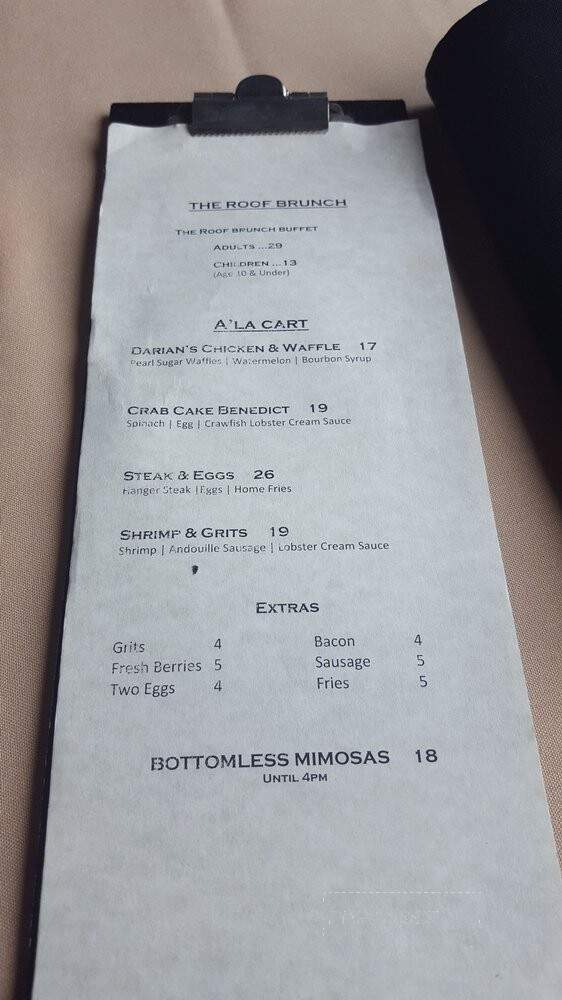 THE ROOF BRUNCH
THE ROOF BRUNCH BUFFET
ADULTS ...29
CHILDREN ...13
(Age 10 & Under)
A'LA CART
DARIAN'S CHICKEN & WAFFLE 17
Pearl Sugar Waffles | Watermelon | Bourbon Syrup
CRAB CAKE BENEDICT 19
Spinach | Egg | Crawfish Lobster Cream Sauce
STEAK & EGGS 26
Hanger Steak | Eggs | Home Fries
SHRIMP & GRITS 19
Shrimp | Andouille Sausage | Lobster Cream Sauce
EXTRAS
Grits 4 Bacon 4
Fresh Berries 5 Sausage 5
Two Eggs 4 Fries 5
BOTTOMLESS MIMOSAS 18
UNTIL 4PM